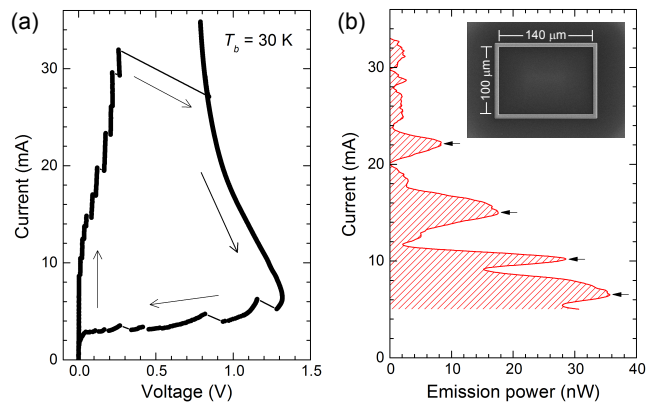 (a)
T_b = 30 K
Current (mA)
40
30
20
10
0
0.0 0.5 1.0 1.5
Voltage (V)
(b)
140 μm
100 μm
Current (mA)
30
20
10
0
0 10 20 30 40
Emission power (nW)